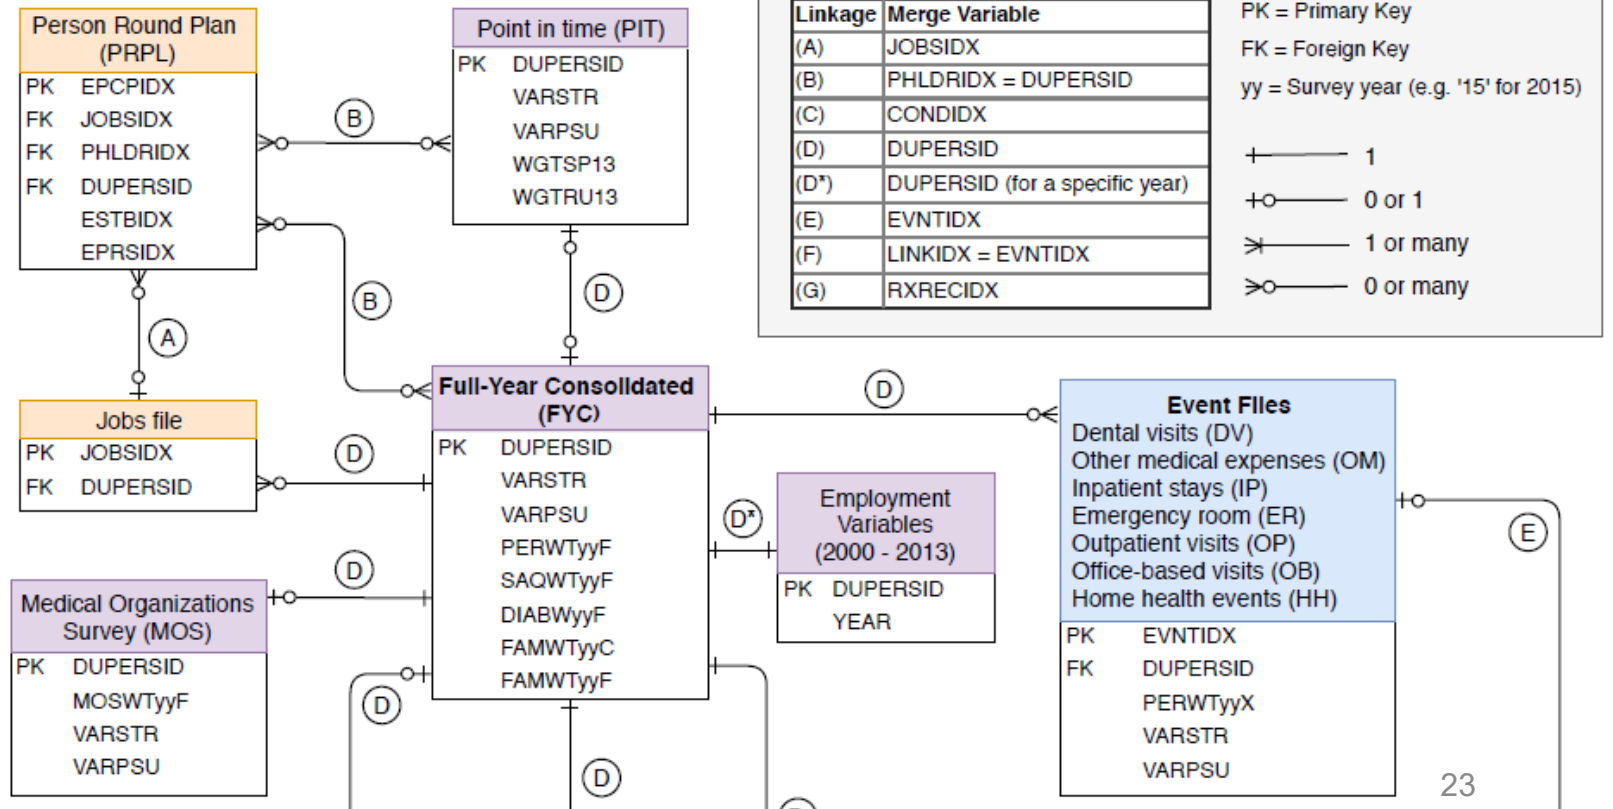 Person Round Plan
(PRPL)
PK EPCPIDX
FK JOBSIDX
FK PHLDRIDX
FK DUPERSID
ESTBIDX
EPRSIDX
B
Point in time (PIT)
PK DUPERSID
VARSTR
VARPSU
WGTSP13
WGTRU13
Linkage Merge Variable
(A) JOBSIDX
(B) PHLDRIDX = DUPERSID
(C) CONDIDX
(D) DUPERSID
(D*) DUPERSID (for a specific year)
(E) EVNTIDX
(F) LINKIDX = EVNTIDX
(G) RXRECIDX
PK = Primary Key
FK = Foreign Key
yy = Survey year (e.g. '15' for 2015)
1
0 or 1
1 or many
0 or many
B
D
A
Jobs file
PK JOBSIDX
FK DUPERSID
D
Full-Year Consolidated
(FYC)
PK DUPERSID
VARSTR
VARPSU
PERWTyyF
SAQWTyyF
DIABWyyF
FAMWTyyC
FAMWTyyF
D
D*
Employment
Variables
(2000 - 2013)
PK DUPERSID
YEAR
Event Files
Dental visits (DV)
Other medical expenses (OM)
Inpatient stays (IP)
Emergency room (ER)
Outpatient visits (OP)
Office-based visits (OB)
Home health events (HH)
PK EVNTIDX
FK DUPERSID
PERWTyyX
VARSTR
VARPSU
E
D
Medical Organizations
Survey (MOS)
PK DUPERSID
MOSWTyyF
VARSTR
VARPSU
D
D
23